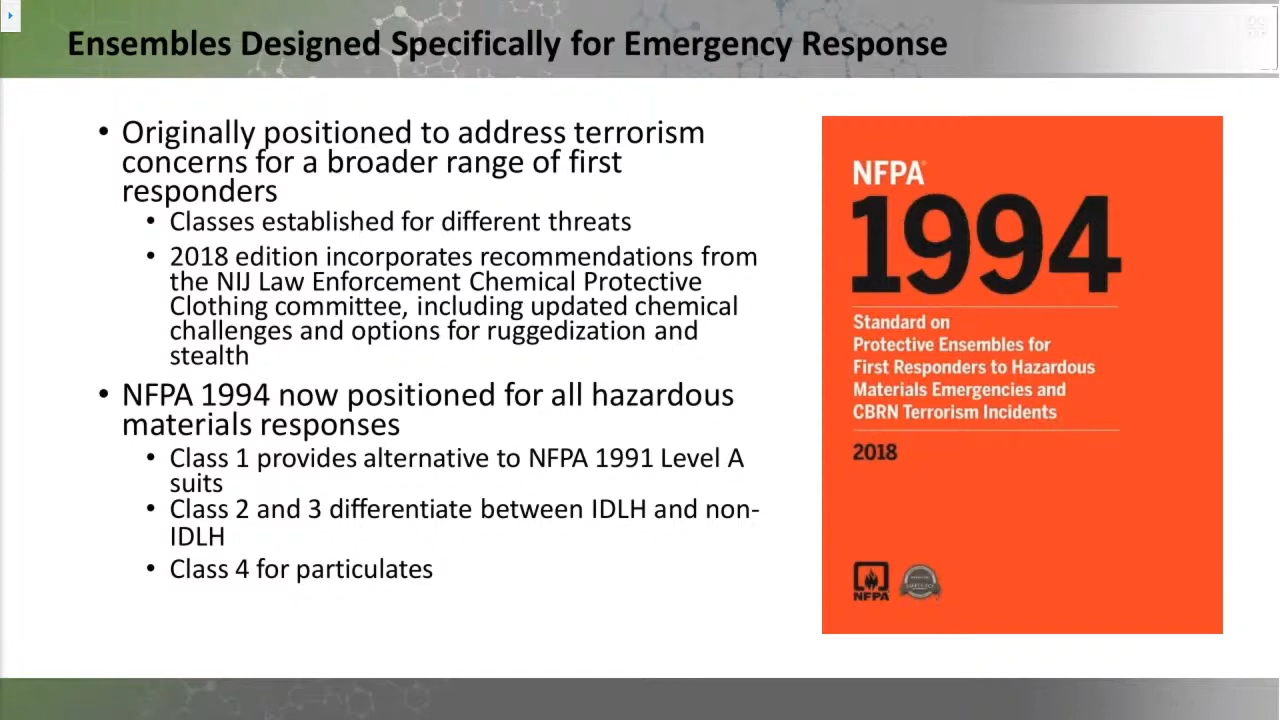 Ensembles Designed Specifically for Emergency Response
• Originally positioned to address terrorism
concerns for a broader range of first
responders
• Classes established for different threats
• 2018 edition incorporates recommendations from
the NIJ Law Enforcement Chemical Protective
Clothing committee, including updated chemical
challenges and options for ruggedization and
stealth
• NFPA 1994 now positioned for all hazardous
materials responses
• Class 1 provides alternative to NFPA 1991 Level A
suits
• Class 2 and 3 differentiate between IDLH and non-
IDLH
• Class 4 for particulates
NFPA®
1994
Standard on
Protective Ensembles for
First Responders to Hazardous
Materials Emergencies and
CBRN Terrorism Incidents
2018
NFPA